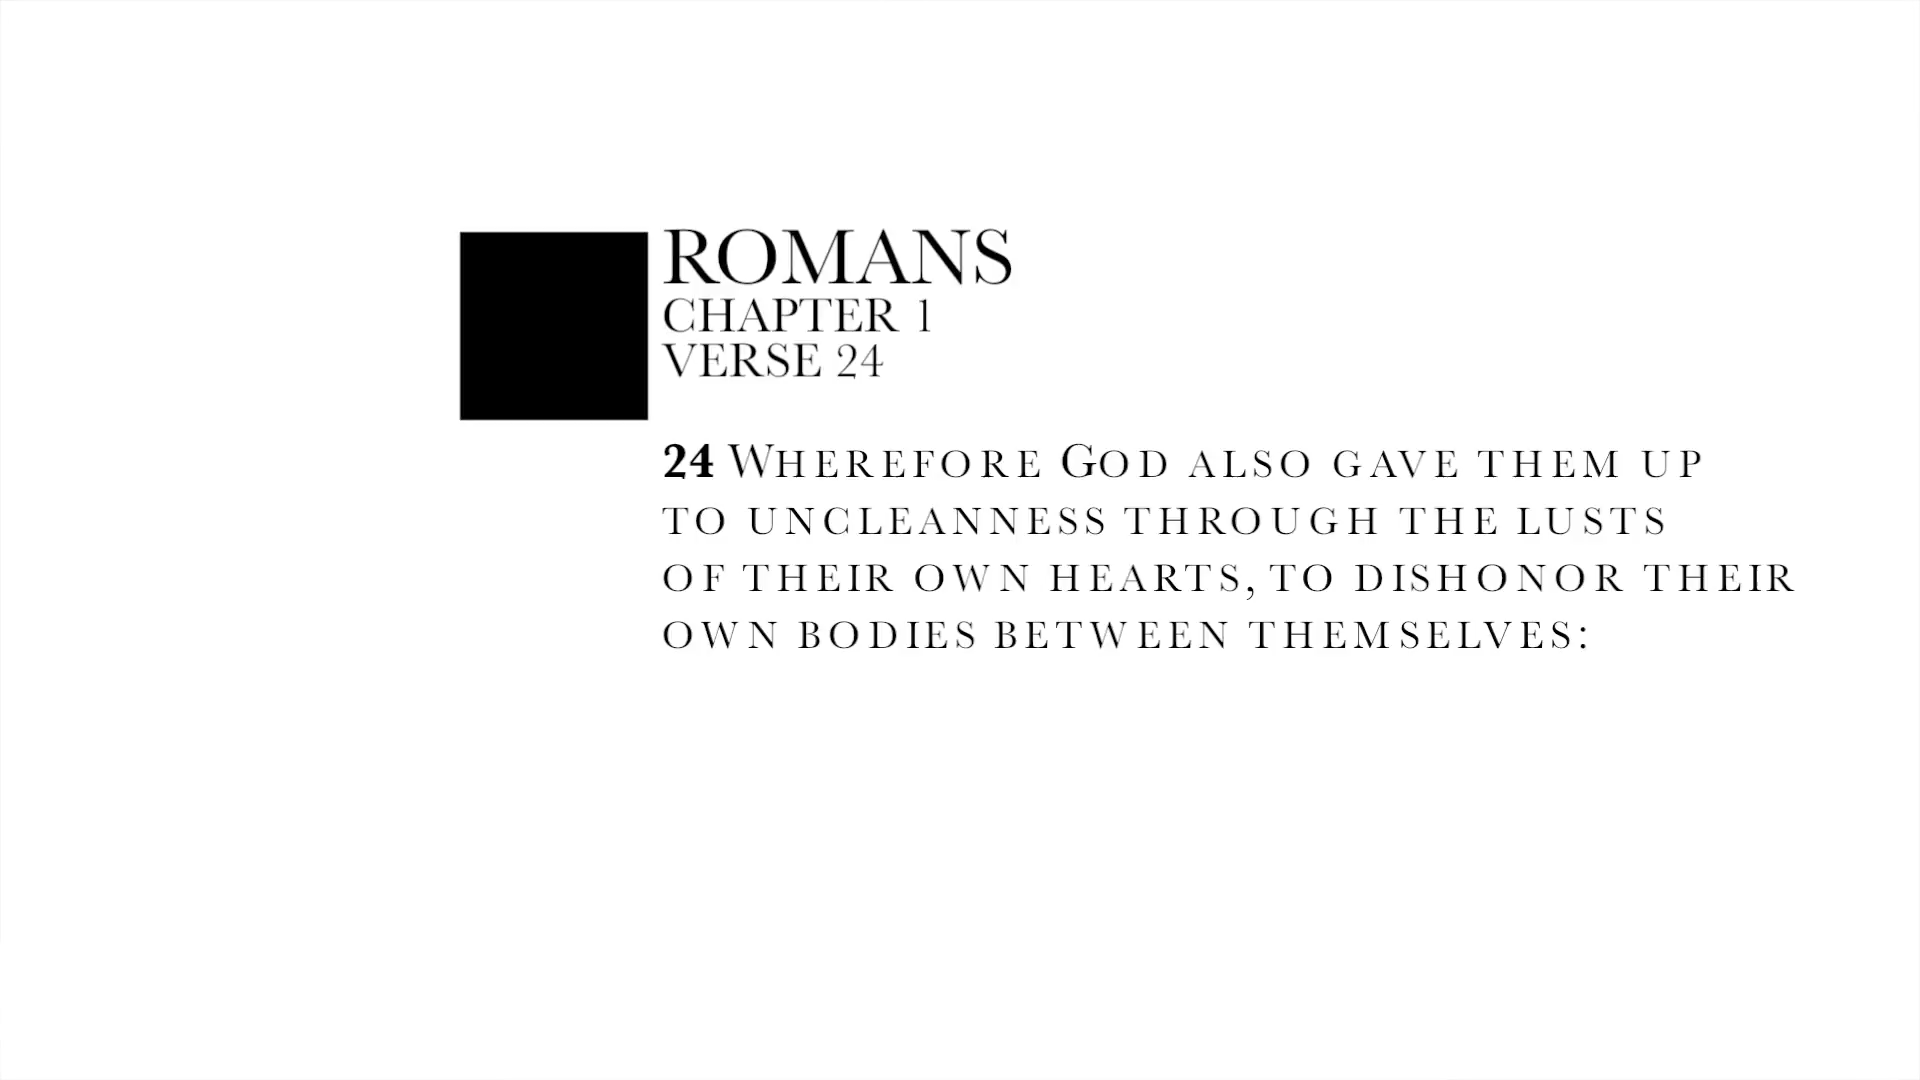 ROMANS
CHAPTER 1
VERSE 24
24 WHEREFORE GOD ALSO GAVE THEM UP
TO UNCLEANNESS THROUGH THE LUSTS
OF THEIR OWN HEARTS, TO DISHONOR THEIR
OWN BODIES BETWEEN THEMSELVES: